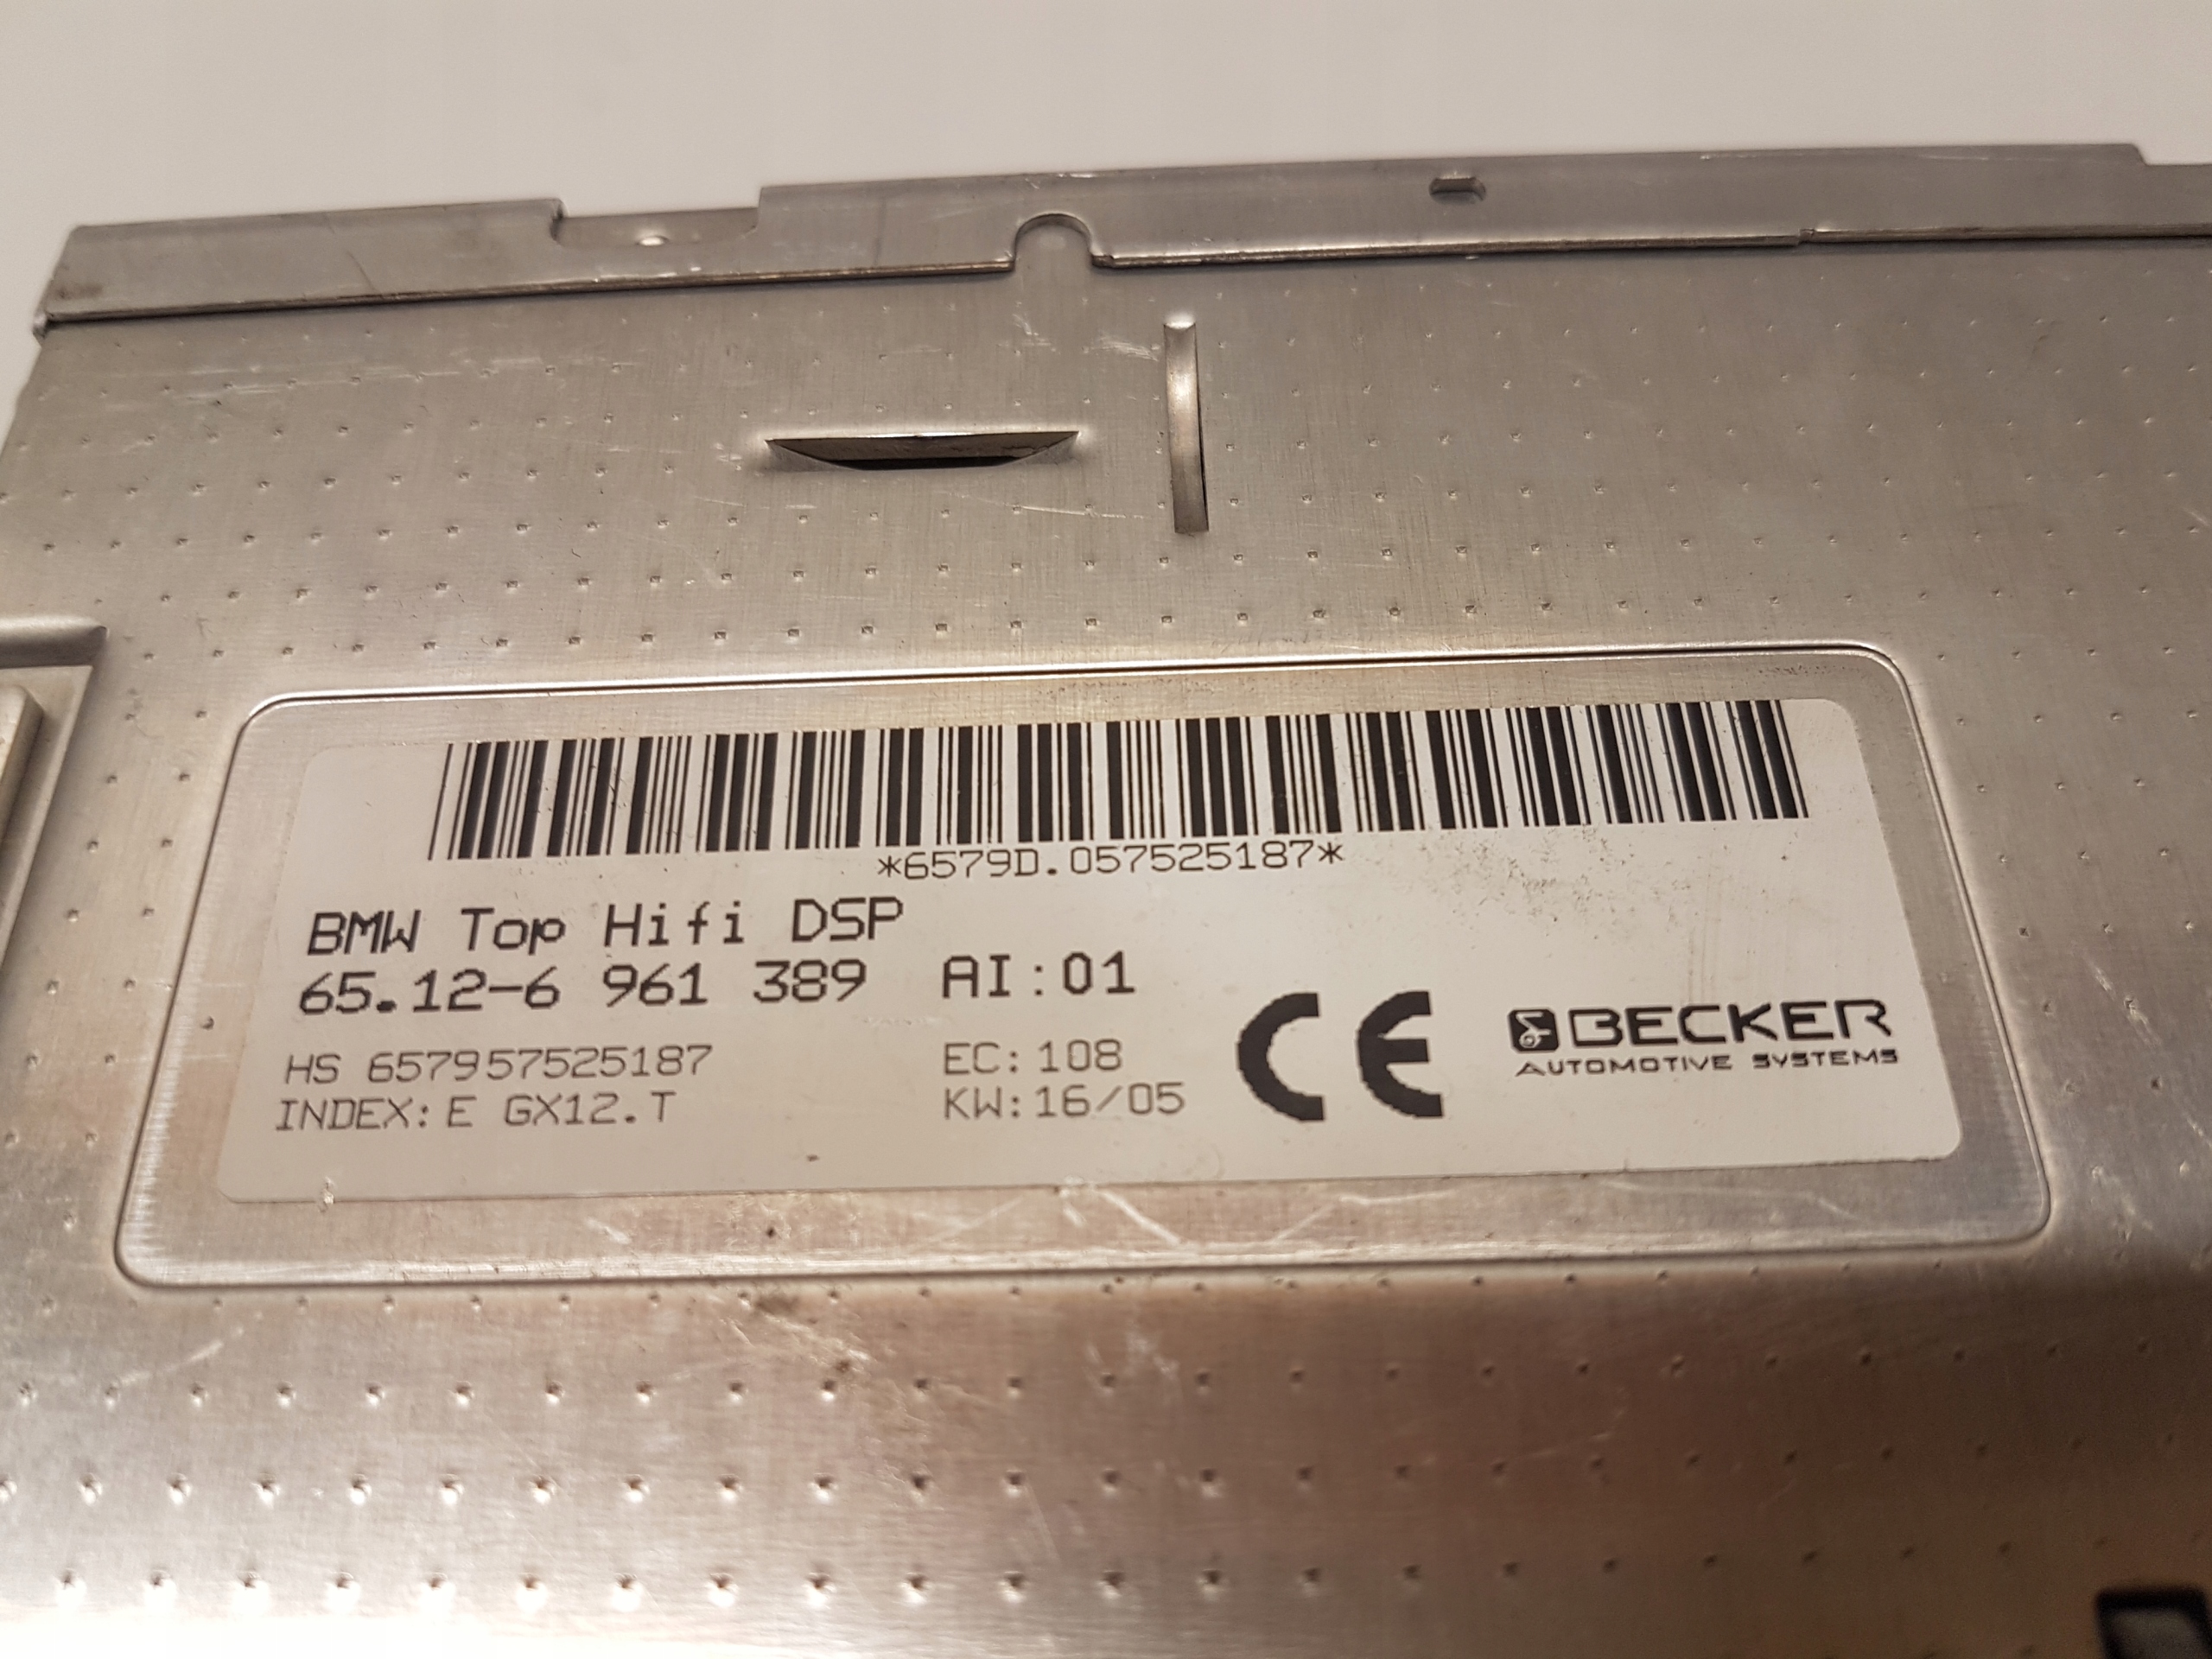 *6579D.057525187*
BMW Top Hifi DSP
65.12-6 961 389 AI:01
HS 657957525187 EC:108
INDEX:E GX12.T KW:16/05
CE
BECKER
AUTOMOTIVE SYSTEMS